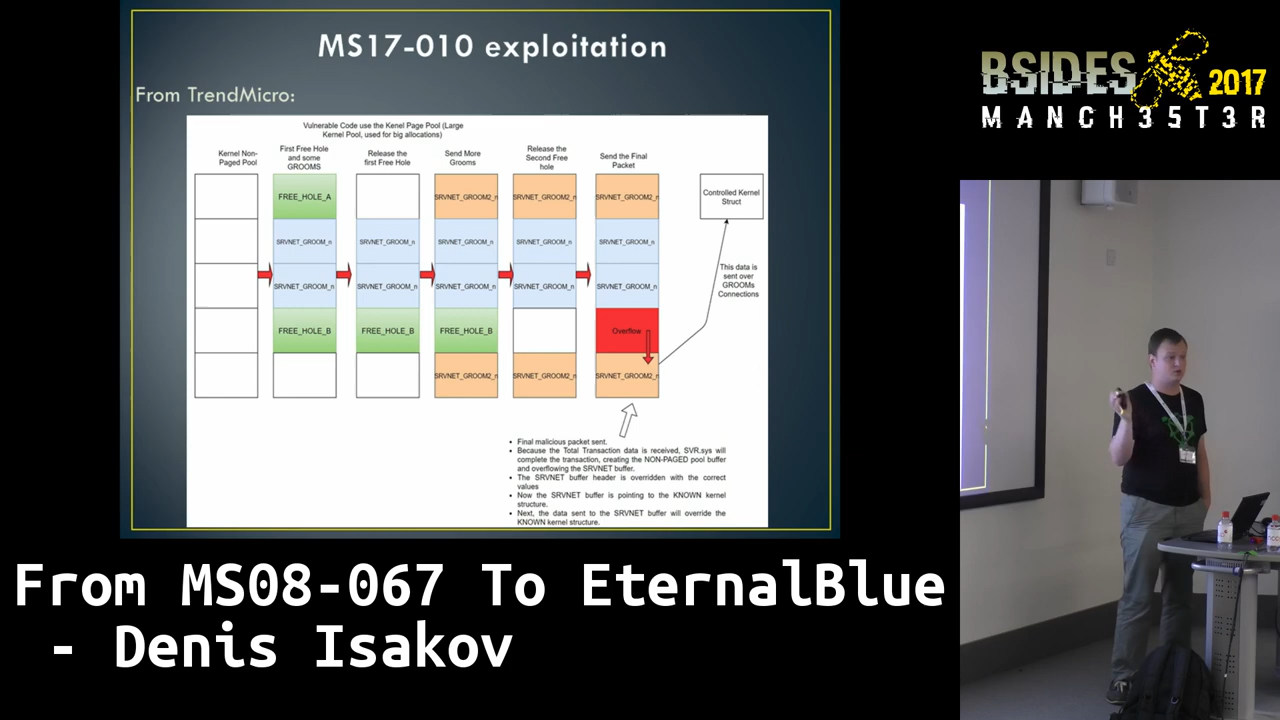 MS17-010 exploitation
From TrendMicro:
Vulnerable Code use the Kenel Page Pool (Large
Kernel Pool, used for big allocations)
Kernel Non-
Paged Pool
First Free Hole
and some
GROOMS
Release the
first Free Hole
Send More
Grooms
Release the
Second Free
hole
Send the Final
Packet
FREE_HOLE_A
SRVNET_GROOM2_n
SRVNET_GROOM2_n
SRVNET_GROOM2_n
Controlled Kernel
Struct
SRVNET_GROOM_n
SRVNET_GROOM_n
SRVNET_GROOM_n
SRVNET_GROOM_n
SRVNET_GROOM_n
SRVNET_GROOM_n
SRVNET_GROOM_n
SRVNET_GROOM_n
SRVNET_GROOM_n
SRVNET_GROOM_n
This data is
sent over
GROOMs
Connections
FREE_HOLE_B
FREE_HOLE_B
FREE_HOLE_B
Overflow
SRVNET_GROOM2_n
SRVNET_GROOM2_n
SRVNET_GROOM2_n
• Final malicious packet sent.
• Because the Total Transaction data is received, SVR.sys will
complete the transaction, creating the NON-PAGED pool buffer
and overflowing the SRVNET buffer.
• The SRVNET buffer header is overridden with the correct
values
• Now the SRVNET buffer is pointing to the KNOWN kernel
structure.
• Next, the data sent to the SRVNET buffer will override the
KNOWN kernel structure.
BSIDES 2017
MANCH35T3R
From MS08-067 To EternalBlue
- Denis Isakov